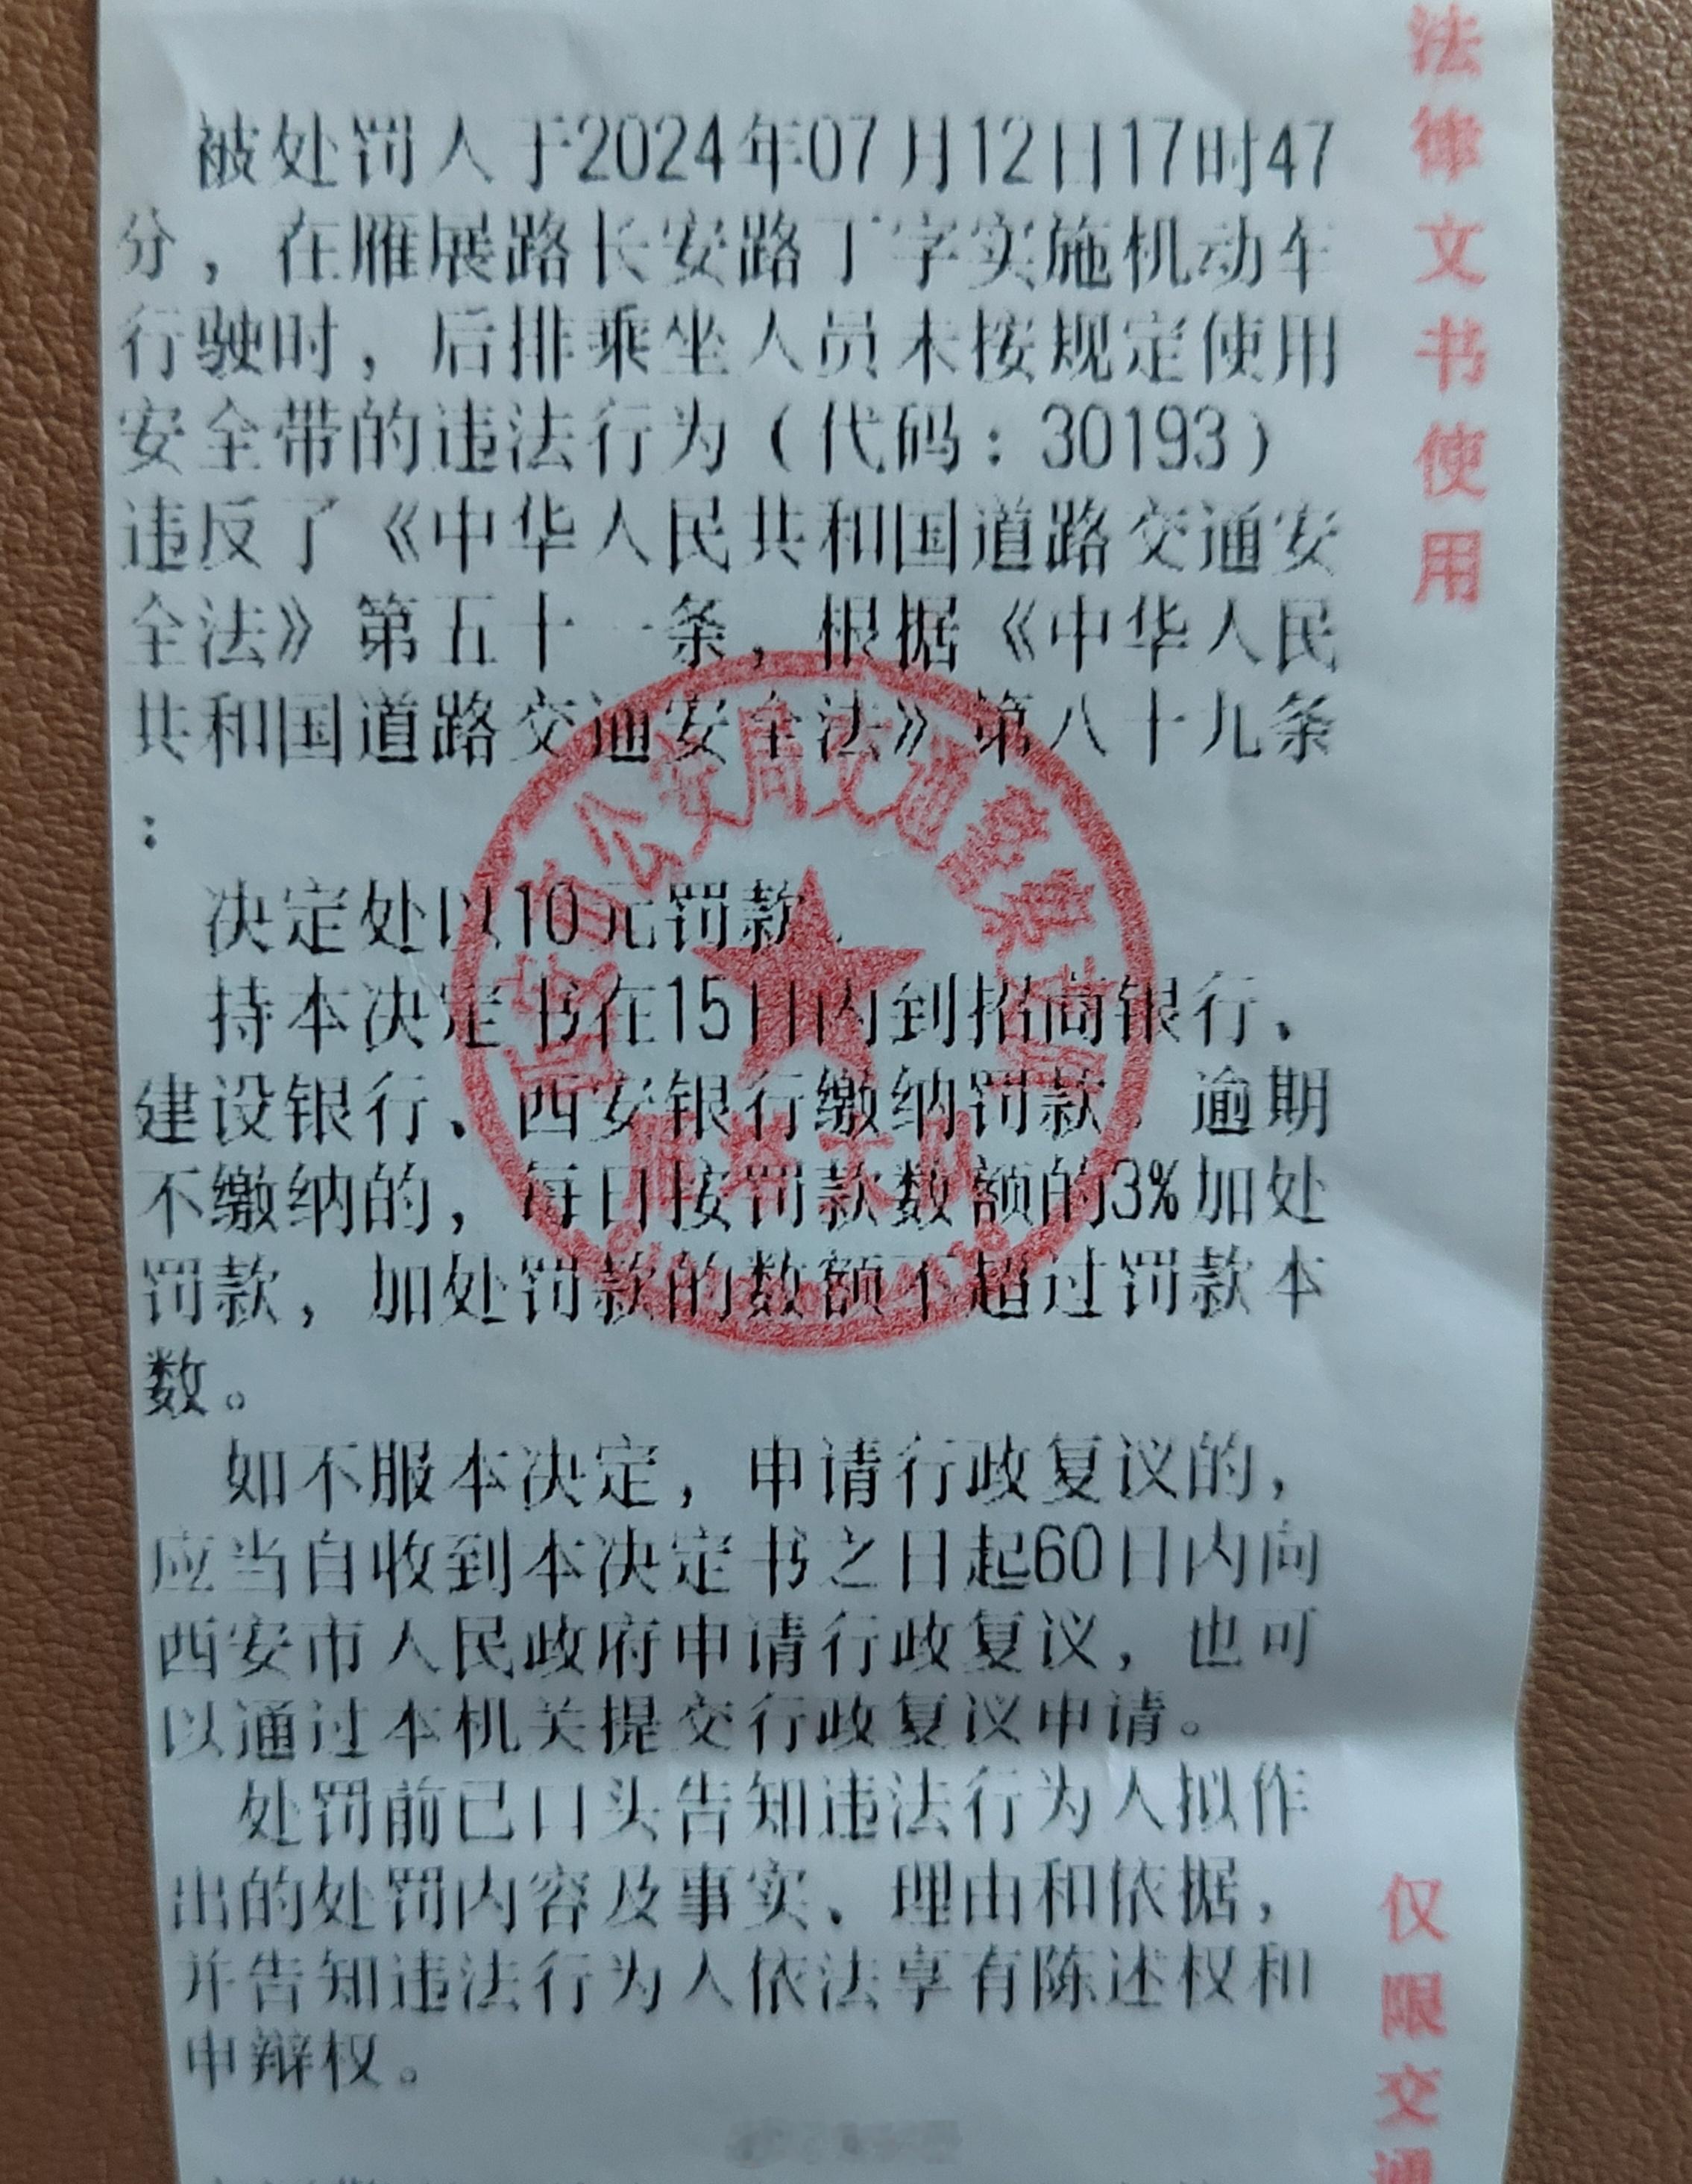 被处罚人于2024年07月12日17时47
分，在雁展路长安路丁字实施机动车
行驶时，后排乘坐人员未按规定使用
安全带的违法行为（代码：30193）
违反了《中华人民共和国道路交通安
全法》第五十一条，根据《中华人民
共和国道路交通安全法》第八十九条
：
决定处以10元罚款
持本决定书在15日内到招商银行、
建设银行、西安银行缴纳罚款。逾期
不缴纳的，每日按罚款数额的3%加处
罚款，加处罚款的数额不超过罚款本
数。
如不服本决定，申请行政复议的，
应当自收到本决定书之日起60日内向
西安市人民政府申请行政复议，也可
以通过本机关提交行政复议申请。
处罚前已口头告知违法行为人拟作
出的处罚内容及事实、理由和依据，
并告知违法行为人依法享有陈述权和
申辩权。
法律文书使用
仅限交通
公安局交通管理